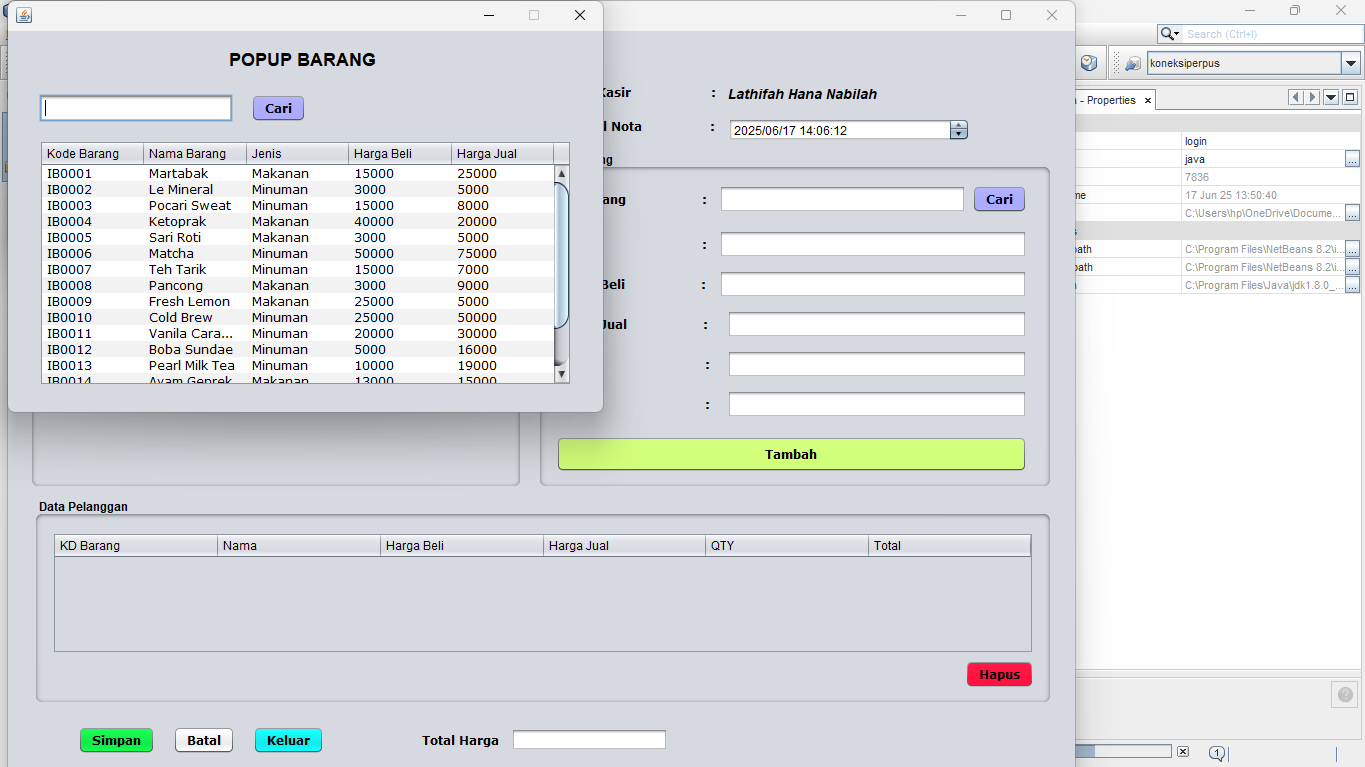 POPUP BARANG
Cari
Kode Barang Nama Barang Jenis Harga Beli Harga Jual
IB0001 Martabak Makanan 15000 25000
IB0002 Le Mineral Minuman 3000 5000
IB0003 Pocari Sweat Minuman 15000 8000
IB0004 Ketoprak Makanan 40000 20000
IB0005 Sari Roti Makanan 3000 5000
IB0006 Matcha Minuman 50000 75000
IB0007 Teh Tarik Minuman 15000 7000
IB0008 Pancong Makanan 3000 9000
IB0009 Fresh Lemon Makanan 25000 5000
IB0010 Cold Brew Minuman 25000 50000
IB0011 Vanila Cara... Minuman 20000 30000
IB0012 Boba Sundae Minuman 5000 16000
IB0013 Pearl Milk Tea Minuman 10000 19000
IB0014 Ayam Geprek Makanan 13000 15000
Kasir : Lathifah Hana Nabilah
l Nota : 2025/06/17 14:06:12
ng
ang : Cari
:
Beli :
Jual :
:
:
Tambah
Data Pelanggan
KD Barang Nama Harga Beli Harga Jual QTY Total
Hapus
Simpan Batal Keluar Total Harga
Search (Ctrl+I)
koneksiperpus
- Properties
login
java
7836
me 17 Jun 25 13:50:40
C:\Users\hp\OneDrive\Docume... ...
path C:\Program Files\NetBeans 8.2\i... ...
path C:\Program Files\NetBeans 8.2\i... ...
C:\Program Files\Java\jdk1.8.0_... ...
?
1